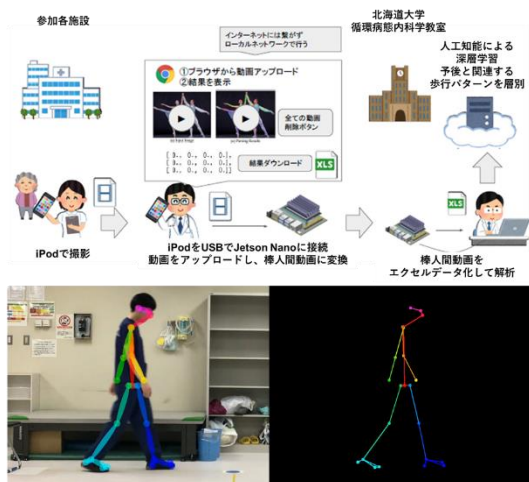 参加各施設
インターネットには繋がず
ローカルネットワークで行う
①ブラウザから動画アップロード
②結果を表示
全ての動画
削除ボタン
結果ダウンロード
XLS
北海道大学
循環病態内科学教室
人工知能による
深層学習
予後と関連する
歩行パターンを層別
XLS
iPodで撮影
iPodをUSBでJetson Nanoに接続
動画をアップロードし、棒人間動画に変換
棒人間動画を
エクセルデータ化して解析